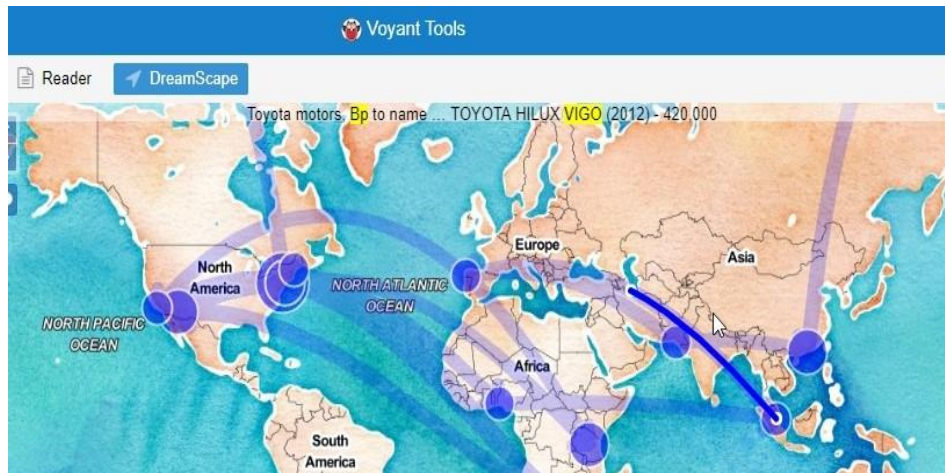 Voyant Tools
Reader DreamScape
Toyota motors, Bp to name ... TOYOTA HILUX VIGO (2012) - 420,000
Europe
Asia
North
America
NORTH ATLANTIC
OCEAN
NORTH PACIFIC
OCEAN
Africa
South
America